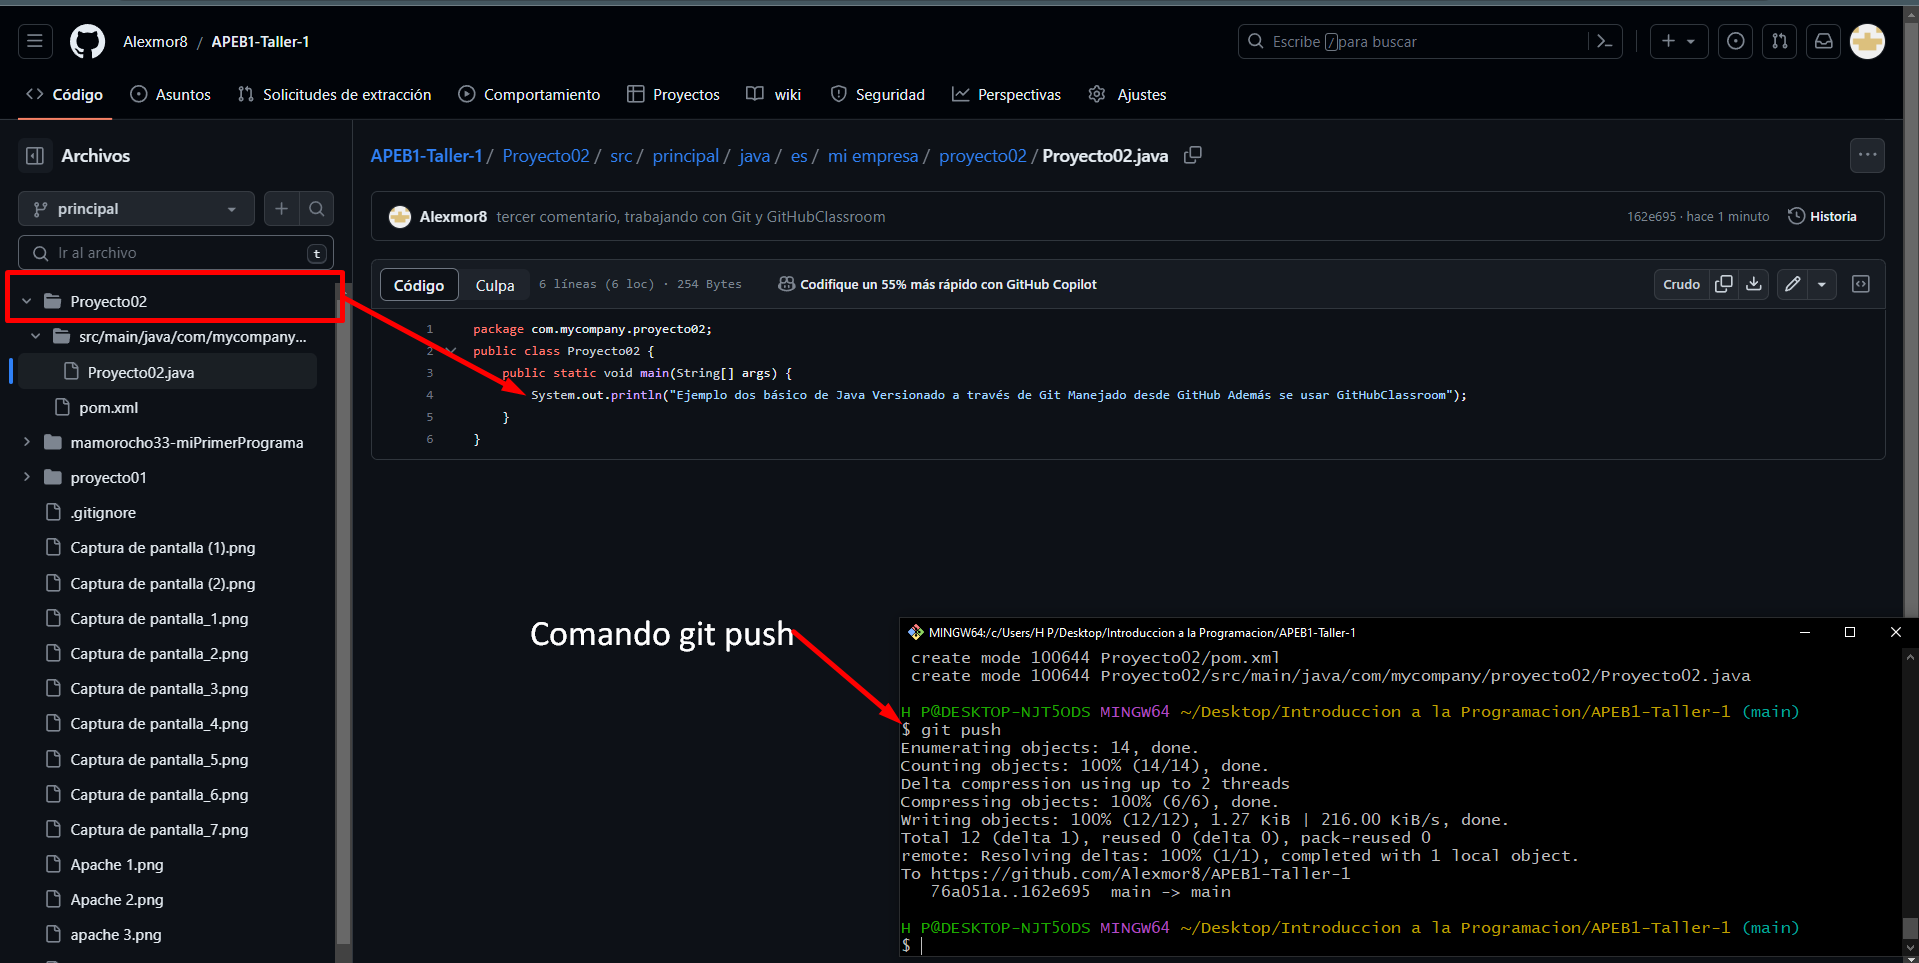 Alexmor8 / APEB1-Taller-1
Escribe / para buscar
Código
Asuntos
Solicitudes de extracción
Comportamiento
Proyectos
wiki
Seguridad
Perspectivas
Ajustes
Archivos
principal
Ir al archivo
t
Proyecto02
src/main/java/com/mycompany...
Proyecto02.java
pom.xml
mamorocho33-miPrimerPrograma
proyecto01
.gitignore
Captura de pantalla (1).png
Captura de pantalla (2).png
Captura de pantalla_1.png
Captura de pantalla_2.png
Captura de pantalla_3.png
Captura de pantalla_4.png
Captura de pantalla_5.png
Captura de pantalla_6.png
Captura de pantalla_7.png
Apache 1.png
Apache 2.png
apache 3.png
APEB1-Taller-1 / Proyecto02 / src / principal / java / es / mi empresa / proyecto02 / Proyecto02.java
Alexmor8 tercer comentario, trabajando con Git y GitHubClassroom
162e695 · hace 1 minuto
Historia
Código
Culpa
6 líneas (6 loc) · 254 Bytes
Codifique un 55% más rápido con GitHub Copilot
Crudo
1 package com.mycompany.proyecto02;
2 public class Proyecto02 {
3 public static void main(String[] args) {
4 System.out.println("Ejemplo dos básico de Java Versionado a través de Git Manejado desde GitHub Además se usar GitHubClassroom");
5 }
6 }
Comando git push
MINGW64:/c/Users/H P/Desktop/Introduccion a la Programacion/APEB1-Taller-1
create mode 100644 Proyecto02/pom.xml
create mode 100644 Proyecto02/src/main/java/com/mycompany/proyecto02/Proyecto02.java
H P@DESKTOP-NJT5ODS MINGW64 ~/Desktop/Introduccion a la Programacion/APEB1-Taller-1 (main)
$ git push
Enumerating objects: 14, done.
Counting objects: 100% (14/14), done.
Delta compression using up to 2 threads
Compressing objects: 100% (6/6), done.
Writing objects: 100% (12/12), 1.27 KiB | 216.00 KiB/s, done.
Total 12 (delta 1), reused 0 (delta 0), pack-reused 0
remote: Resolving deltas: 100% (1/1), completed with 1 local object.
To https://github.com/Alexmor8/APEB1-Taller-1
76a051a..162e695 main -> main
H P@DESKTOP-NJT5ODS MINGW64 ~/Desktop/Introduccion a la Programacion/APEB1-Taller-1 (main)
$